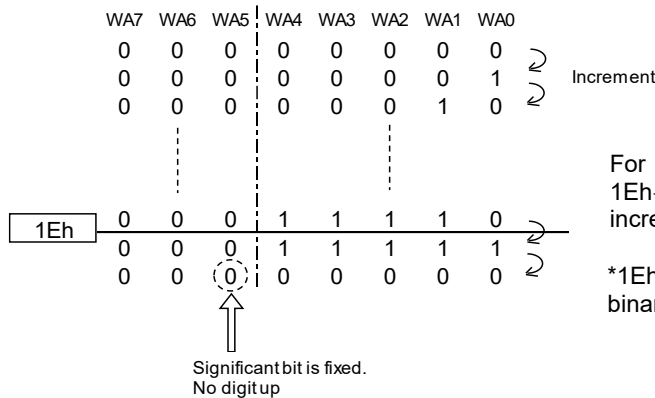 WA7 WA6 WA5 WA4 WA3 WA2 WA1 WA0
0 0 0 0 0 0 0 0
0 0 0 0 0 0 0 1
Increment
0 0 0 0 0 0 1 0
For
1Eh
incre
1Eh 0 0 0 1 1 1 1 0
0 0 0 1 1 1 1 1
0 0 0 0 0 0 0 0
*1Eh
binar
Significant bit is fixed.
No digit up